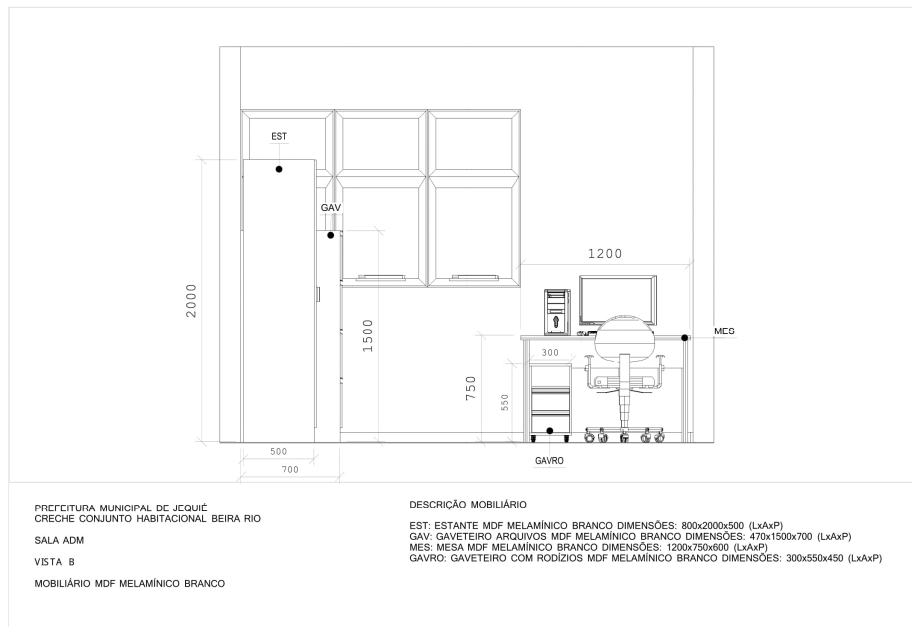 EST
GAV
1200
2000
1500
MES
300
750
550
500
GAVRO
700
PREFEITURA MUNICIPAL DE JEQUIÉ
CRECHE CONJUNTO HABITACIONAL BEIRA RIO
SALA ADM
VISTA B
MOBILIÁRIO MDF MELAMÍNICO BRANCO
DESCRIÇÃO MOBILIÁRIO
EST: ESTANTE MDF MELAMÍNICO BRANCO DIMENSÕES: 800x2000x500 (LxAxP)
GAV: GAVETEIRO ARQUIVOS MDF MELAMÍNICO BRANCO DIMENSÕES: 470x1500x700 (LxAxP)
MES: MESA MDF MELAMÍNICO BRANCO DIMENSÕES: 1200x750x600 (LxAxP)
GAVRO: GAVETEIRO COM RODÍZIOS MDF MELAMÍNICO BRANCO DIMENSÕES: 300x550x450 (LxAxP)